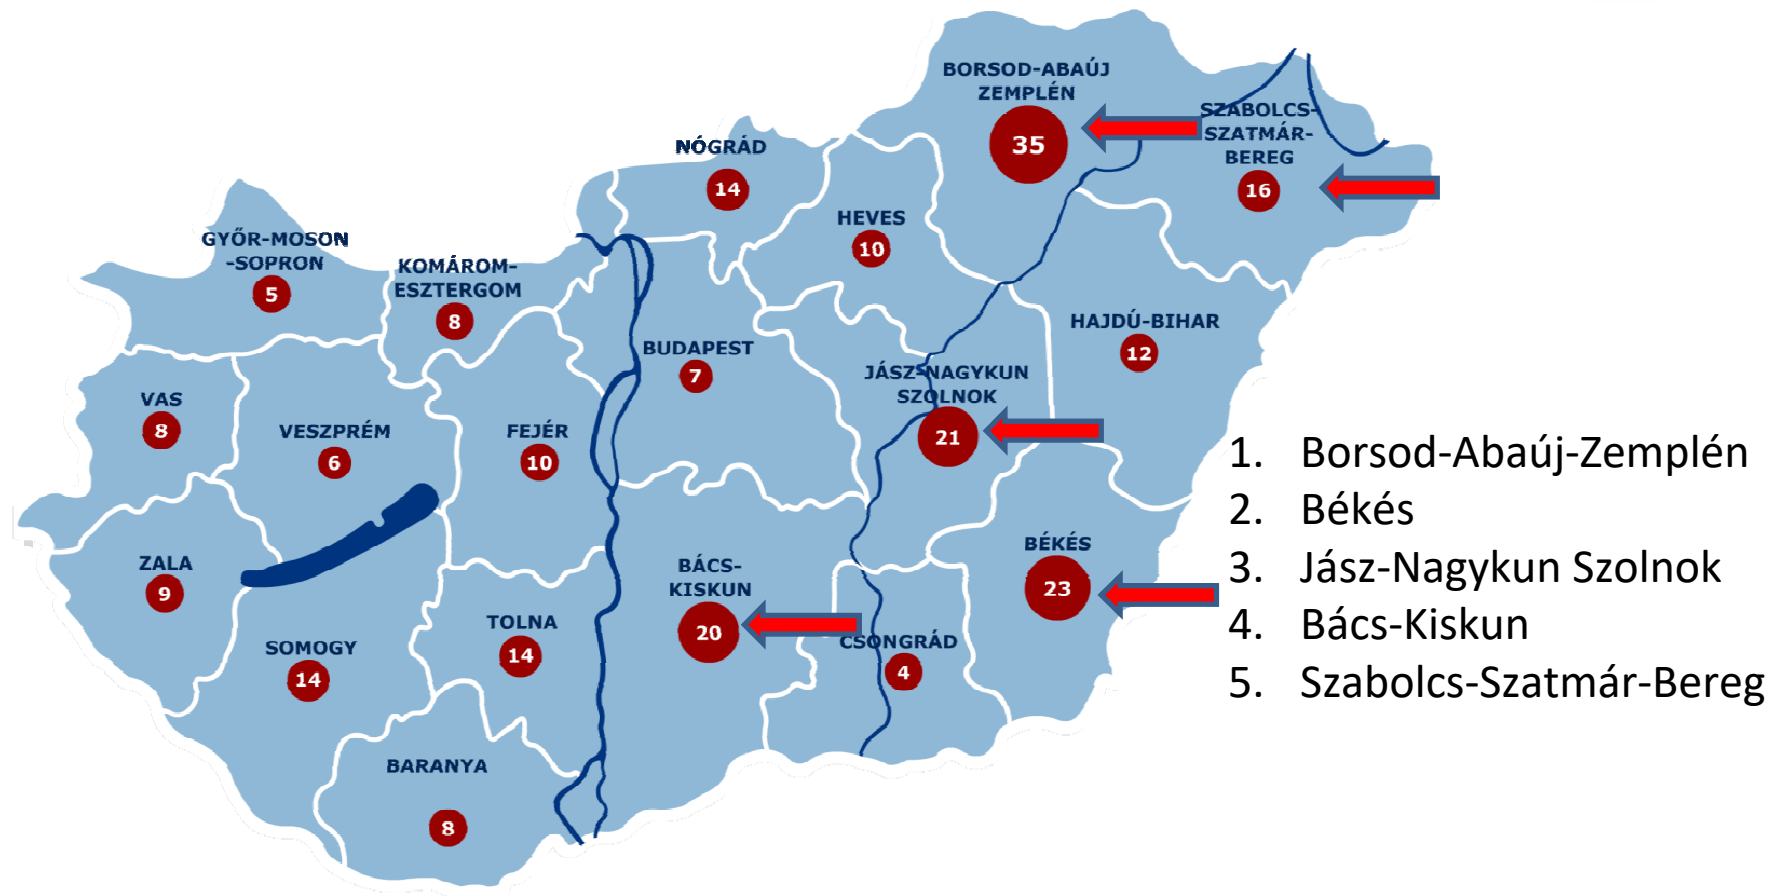 BORSOD-ABAÚJ
ZEMPLÉN
35
SZABOLCS-
SZATMÁR-
BEREG
16
NÓGRÁD
14
HEVES
10
GYŐR-MOSON
-SOPRON
5
KOMÁROM-
ESZTERGOM
8
HAJDÚ-BIHAR
12
BUDAPEST
7
JÁSZ-NAGYKUN
SZOLNOK
21
VAS
8
VESZPRÉM
6
FEJÉR
10
ZALA
9
BÁCS-
KISKUN
20
BÉKÉS
23
TOLNA
14
SOMOGY
14
CSONGRÁD
4
BARANYA
8
1. Borsod-Abaúj-Zemplén
2. Békés
3. Jász-Nagykun Szolnok
4. Bács-Kiskun
5. Szabolcs-Szatmár-Bereg